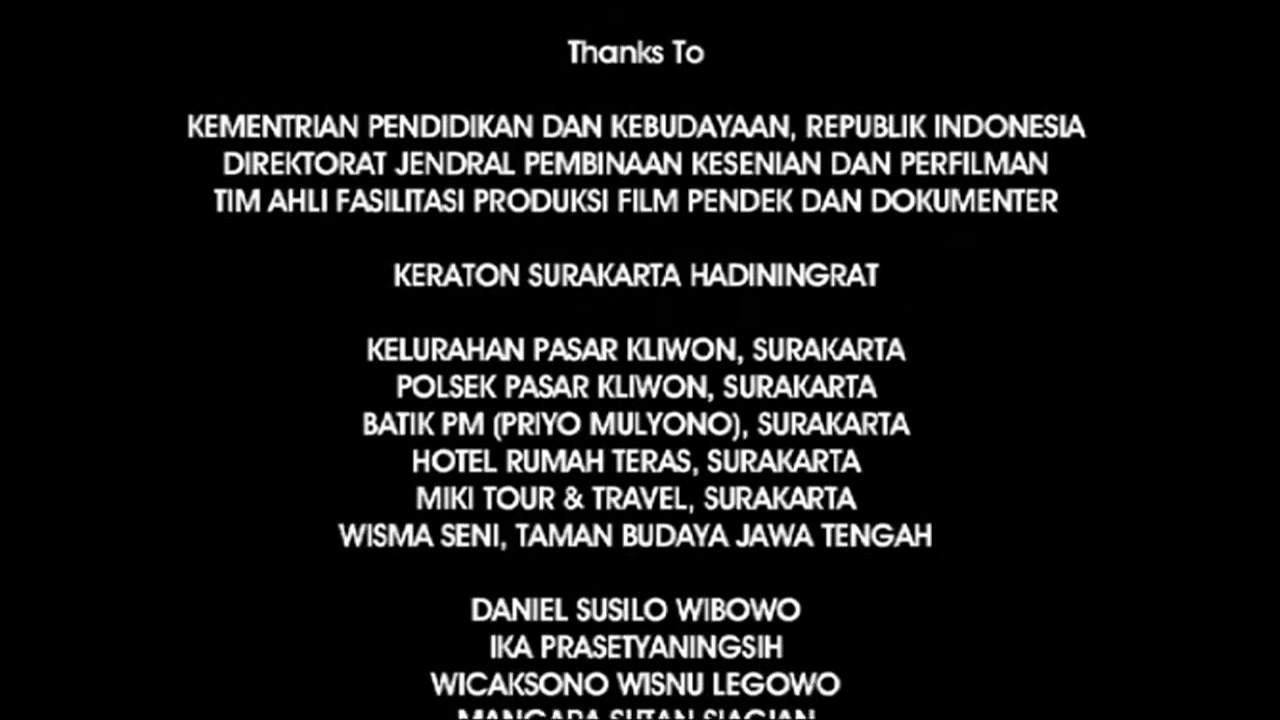 Thanks To
KEMENTRIAN PENDIDIKAN DAN KEBUDAYAAN, REPUBLIK INDONESIA
DIREKTORAT JENDRAL PEMBINAAN KESENIAN DAN PERFILMAN
TIM AHLI FASILITASI PRODUKSI FILM PENDEK DAN DOKUMENTER
KERATON SURAKARTA HADININGRAT
KELURAHAN PASAR KLIWON, SURAKARTA
POLSEK PASAR KLIWON, SURAKARTA
BATIK PM (PRIYO MULYONO), SURAKARTA
HOTEL RUMAH TERAS, SURAKARTA
MIKI TOUR & TRAVEL, SURAKARTA
WISMA SENI, TAMAN BUDAYA JAWA TENGAH
DANIEL SUSILO WIBOWO
IKA PRASETYANINGSIH
WICAKSONO WISNU LEGOWO